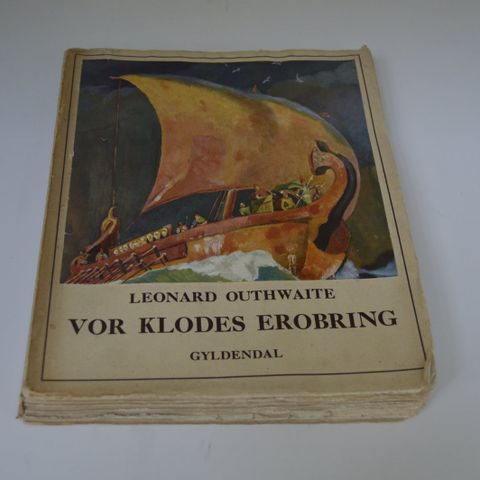 LEONARD OUTHWAITE
VOR KLODES EROBRING
GYLDENDAL